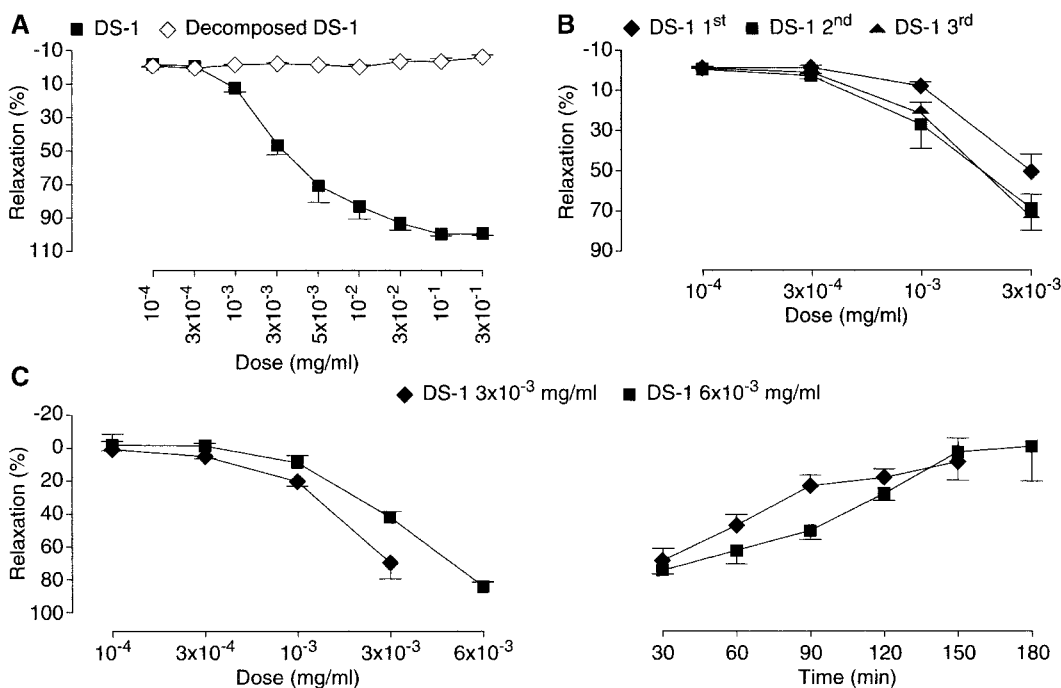 A
DS-1
Decomposed DS-1
Relaxation (%)
-10
10
30
50
70
90
110
10⁻⁴
3x10⁻⁴
10⁻³
3x10⁻³
5x10⁻³
10⁻²
3x10⁻²
10⁻¹
3x10⁻¹
Dose (mg/ml)
B
DS-1 1st
DS-1 2nd
DS-1 3rd
Relaxation (%)
-10
10
30
50
70
90
10⁻⁴
3x10⁻⁴
10⁻³
3x10⁻³
Dose (mg/ml)
C
DS-1 3x10⁻³ mg/ml
DS-1 6x10⁻³ mg/ml
Relaxation (%)
-20
0
20
40
60
80
100
10⁻⁴
3x10⁻⁴
10⁻³
3x10⁻³
6x10⁻³
Dose (mg/ml)
30
60
90
120
150
180
Time (min)